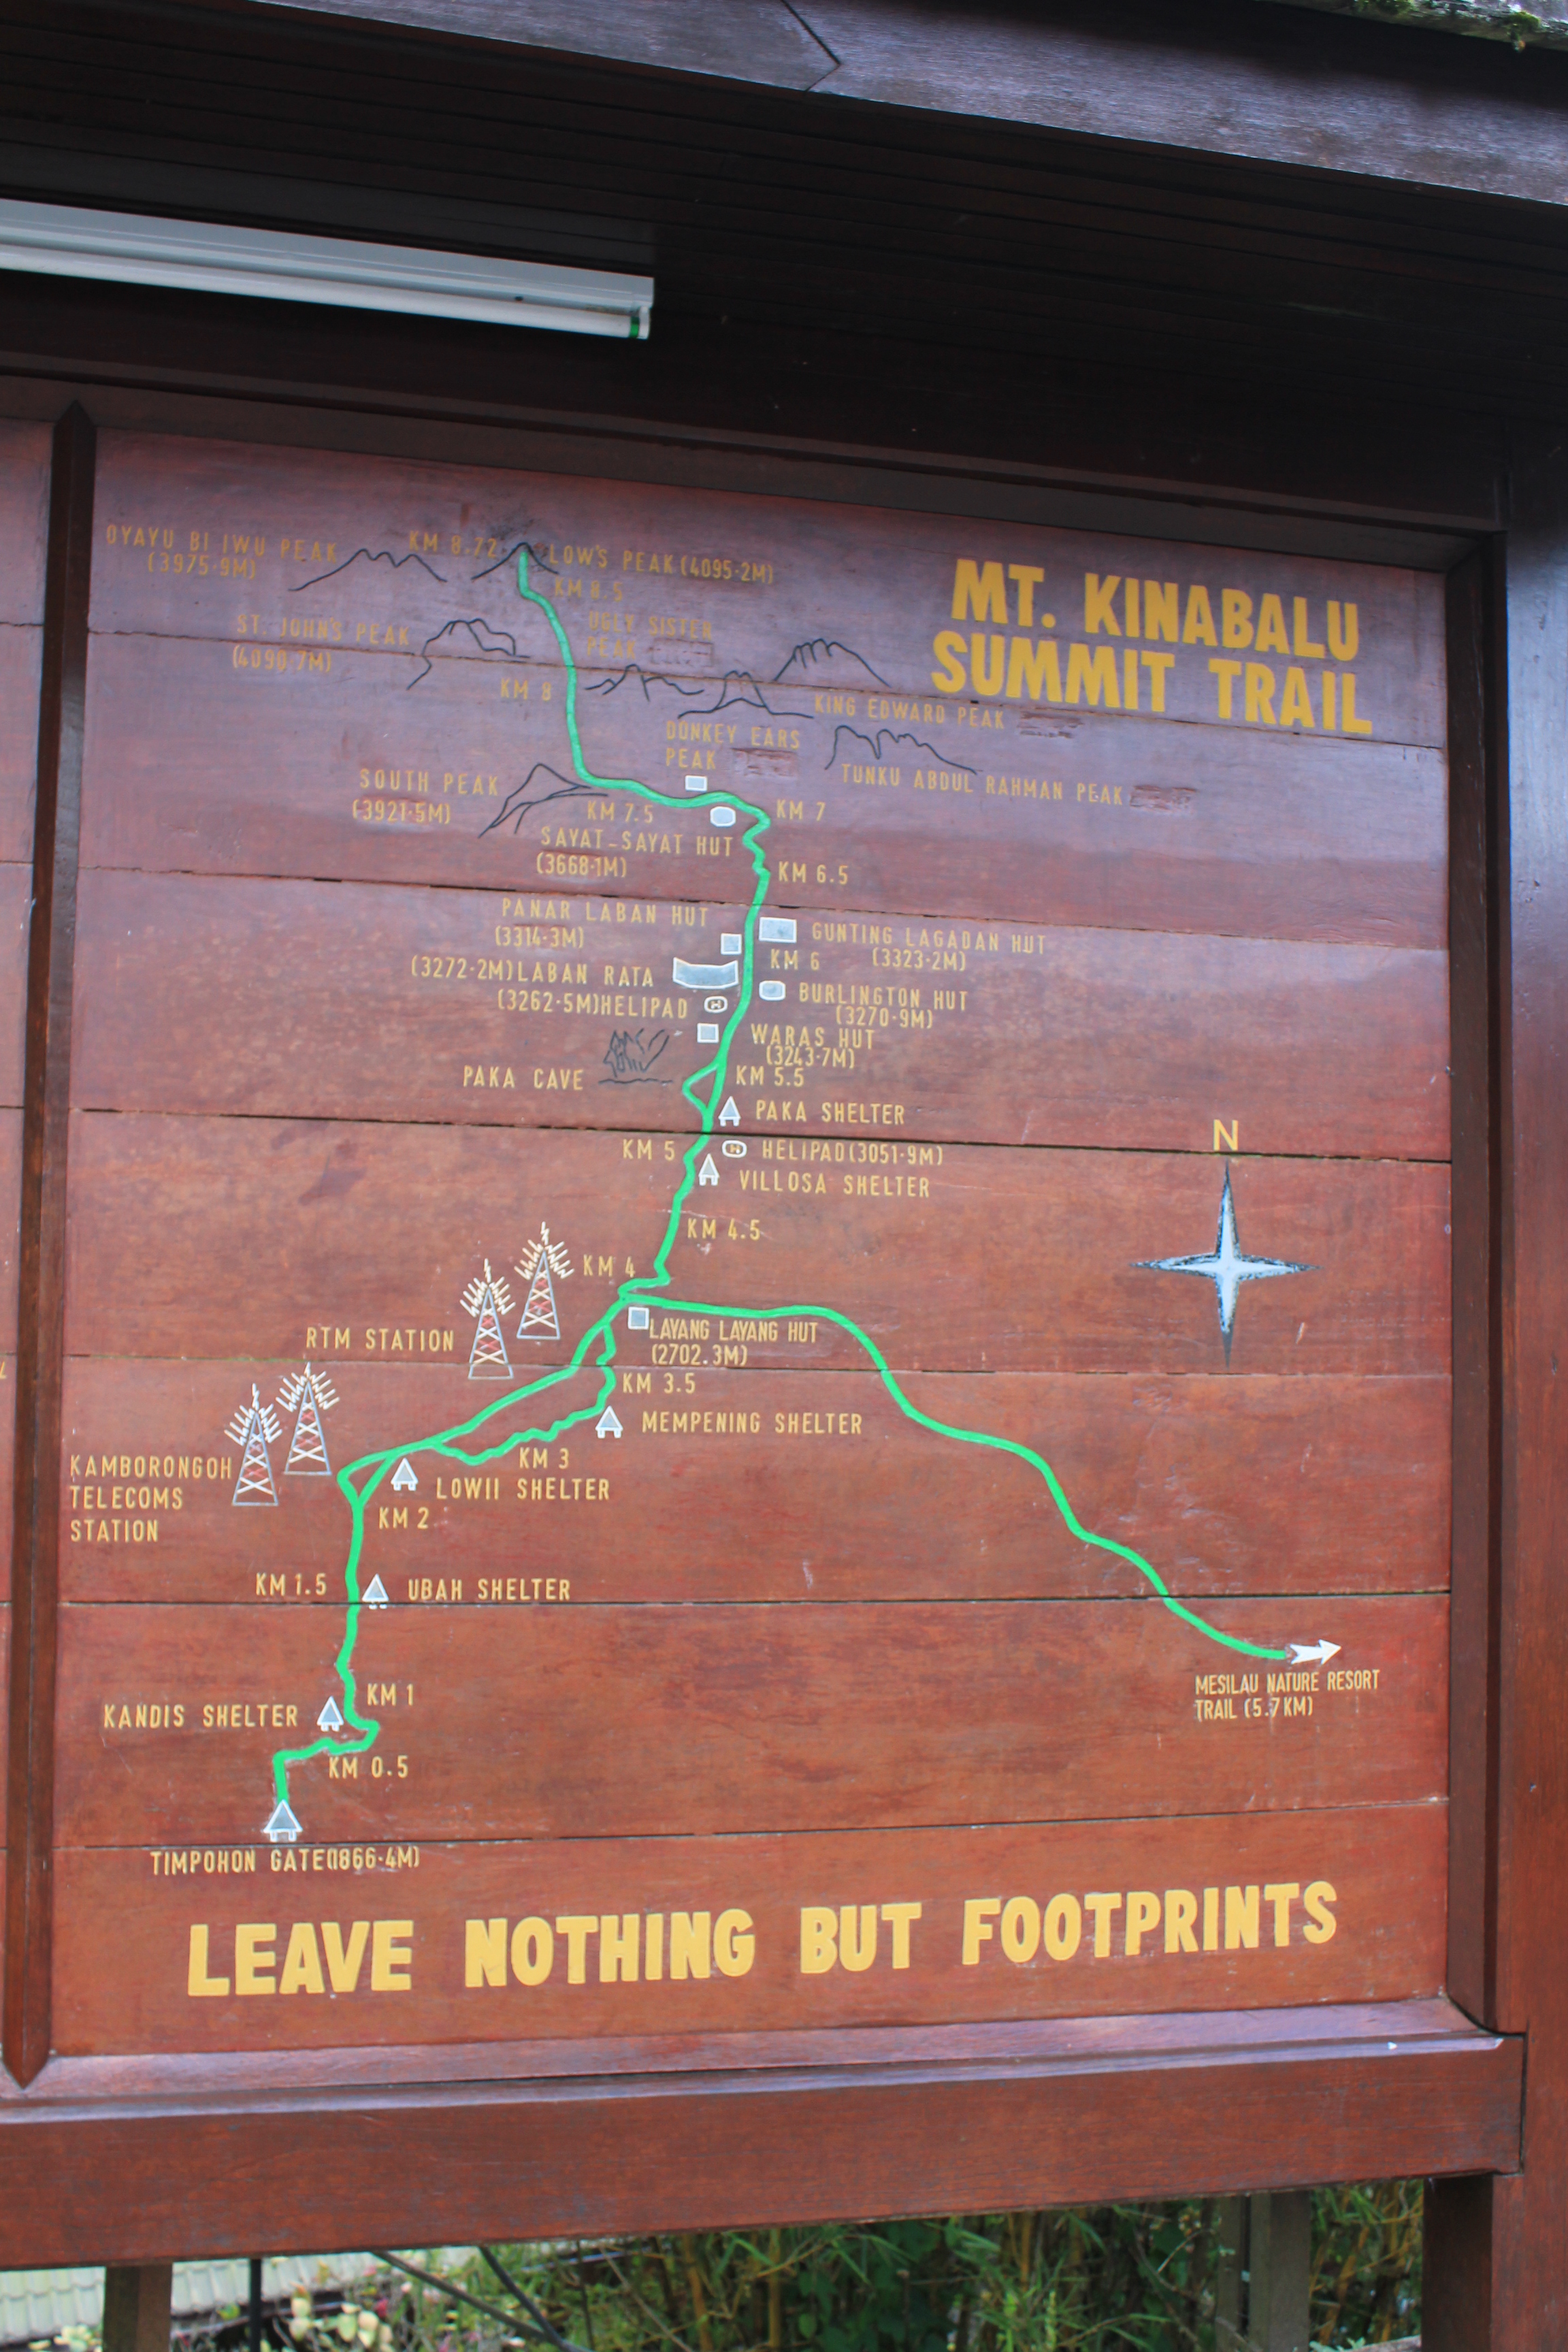 MT. KINABALU
SUMMIT TRAIL
OYAYU BI IWU PEAK
(3975·9M)
KM 8.72
LOW'S PEAK (4095·2M)
KM 8.5
ST. JOHN'S PEAK
(4090·7M)
UGLY SISTER
PEAK
KM 8
KING EDWARD PEAK
DONKEY EARS
PEAK
TUNKU ABDUL RAHMAN PEAK
SOUTH PEAK
(3921·5M)
KM 7.5
KM 7
SAYAT-SAYAT HUT
(3668·1M)
KM 6.5
PANAR LABAN HUT
(3314·3M)
GUNTING LAGADAN HUT
(3323·2M)
KM 6
(3272·2M) LABAN RATA
(3262·5M) HELIPAD
H
BURLINGTON HUT
(3270·9M)
WARAS HUT
(3243·7M)
PAKA CAVE
KM 5.5
PAKA SHELTER
KM 5
H
HELIPAD (3051·9M)
VILLOSA SHELTER
N
KM 4.5
KM 4
RTM STATION
LAYANG LAYANG HUT
(2702.3M)
KM 3.5
MEMPENING SHELTER
KM 3
KAMBORONGOH
TELECOMS
STATION
LOWII SHELTER
KM 2
KM 1.5
UBAH SHELTER
MESILAU NATURE RESORT
TRAIL (5.7KM)
KM 1
KANDIS SHELTER
KM 0.5
TIMPOHON GATE (1866·4M)
LEAVE NOTHING BUT FOOTPRINTS